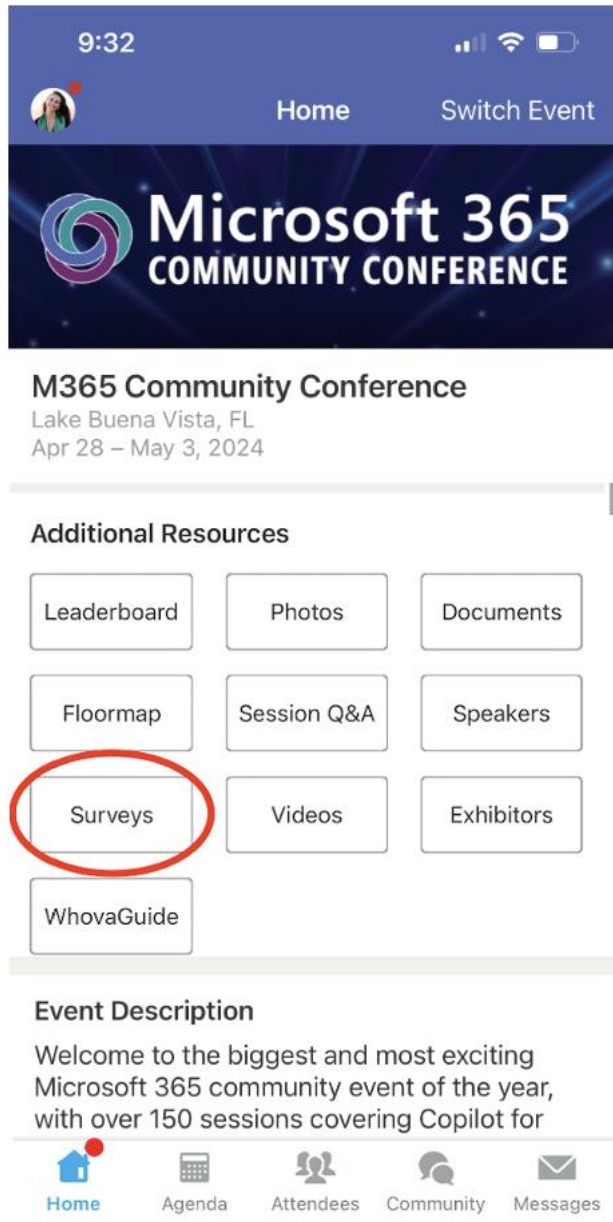 9:32
Home
Switch Event
Microsoft 365
COMMUNITY CONFERENCE
M365 Community Conference
Lake Buena Vista, FL
Apr 28 – May 3, 2024
Additional Resources
Leaderboard
Photos
Documents
Floormap
Session Q&A
Speakers
Surveys
Videos
Exhibitors
WhovaGuide
Event Description
Welcome to the biggest and most exciting
Microsoft 365 community event of the year,
with over 150 sessions covering Copilot for
Home
Agenda
Attendees
Community
Messages